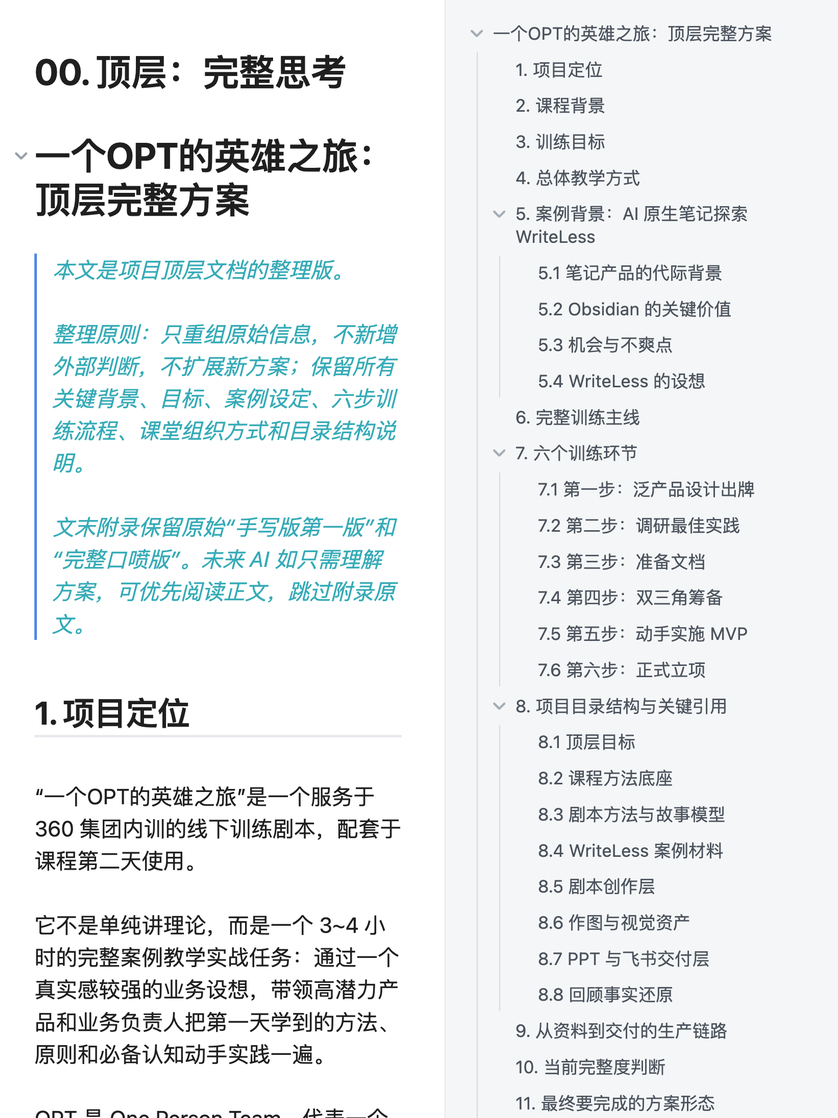 00. 顶层：完整思考
一个OPT的英雄之旅：
顶层完整方案
本文是项目顶层文档的整理版。
整理原则：只重组原始信息，不新增
外部判断，不扩展新方案；保留所有
关键背景、目标、案例设定、六步训
练流程、课堂组织方式和目录结构说
明。
文末附录保留原始“手写版第一版”和
“完整口喷版”。未来 AI 如只需理解
方案，可优先阅读正文，跳过附录原
文。
1. 项目定位
“一个OPT的英雄之旅”是一个服务于
360 集团内训的线下训练剧本，配套于
课程第二天使用。
它不是单纯讲理论，而是一个 3~4 小
时的完整案例教学实战任务：通过一个
真实感较强的业务设想，带领高潜力产
品和业务负责人把第一天学到的方法、
原则和必备认知动手实践一遍。
OPT 是 One Person Team，代表一个
一个OPT的英雄之旅：顶层完整方案
1. 项目定位
2. 课程背景
3. 训练目标
4. 总体教学方式
5. 案例背景：AI 原生笔记探索
WriteLess
5.1 笔记产品的代际背景
5.2 Obsidian 的关键价值
5.3 机会与不爽点
5.4 WriteLess 的设想
6. 完整训练主线
7. 六个训练环节
7.1 第一步：泛产品设计出牌
7.2 第二步：调研最佳实践
7.3 第三步：准备文档
7.4 第四步：双三角筹备
7.5 第五步：动手实施 MVP
7.6 第六步：正式立项
8. 项目目录结构与关键引用
8.1 顶层目标
8.2 课程方法底座
8.3 剧本方法与故事模型
8.4 WriteLess 案例材料
8.5 剧本创作层
8.6 作图与视觉资产
8.7 PPT 与飞书交付层
8.8 回顾事实还原
9. 从资料到交付的生产链路
10. 当前完整度判断
11. 最终要完成的方案形态